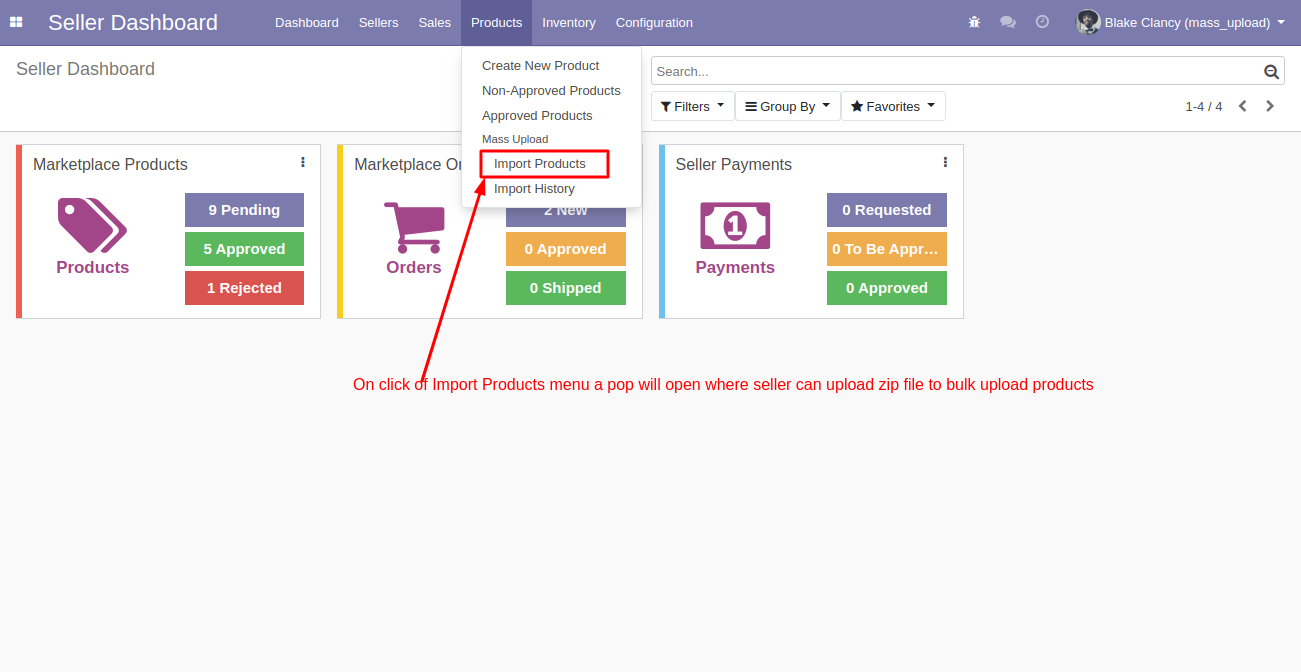 Seller Dashboard
Dashboard Sellers Sales Products Inventory Configuration
Blake Clancy (mass_upload)
Seller Dashboard
Search...
Filters Group By Favorites
1-4 / 4
Create New Product
Non-Approved Products
Approved Products
Mass Upload
Import Products
Import History
Marketplace Products
9 Pending
5 Approved
1 Rejected
Products
Marketplace Or
2 New
0 Approved
0 Shipped
Orders
Seller Payments
1
0 Requested
0 To Be Appr...
0 Approved
Payments
On click of Import Products menu a pop will open where seller can upload zip file to bulk upload products